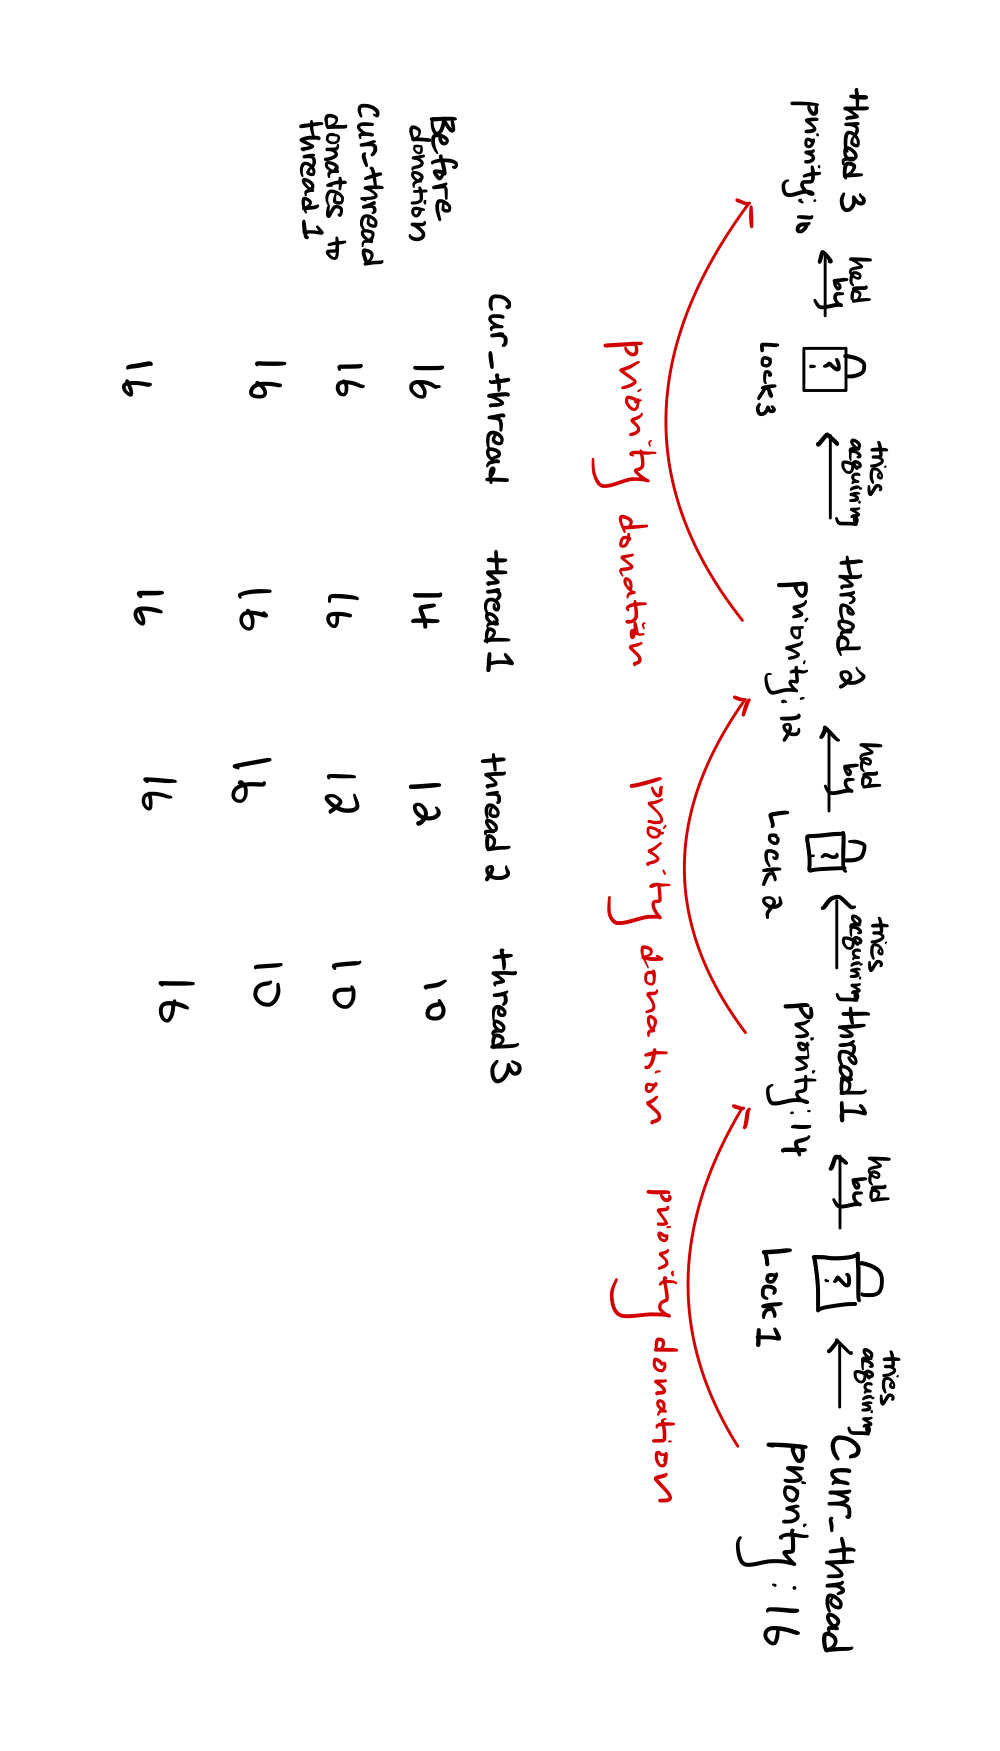 thread 3
priority: 10
held
by
?
Lock3
tries
acquiring
thread 2
priority: 12
held
by
?
Lock 2
tries
acquiring
thread 1
priority: 14
held
by
?
Lock 1
tries
acquiring
Curr_thread
priority: 16
priority donation
priority donation
priority donation
Cur_thread thread 1 thread 2 thread 3
Before
donation
16 14 12 10
Cur_thread
donates to
thread 1
16 16 12 10
16 16 16 10
16 16 16 16